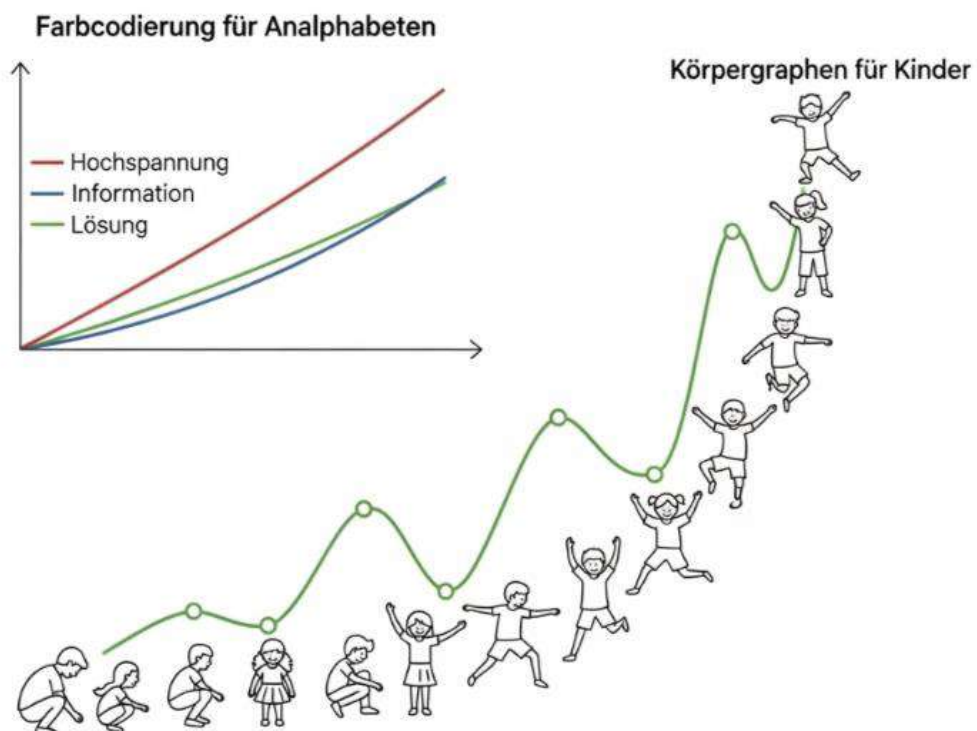 Farbcodierung für Analphabeten
Hochspannung
Information
Lösung
Körpergraphen für Kinder